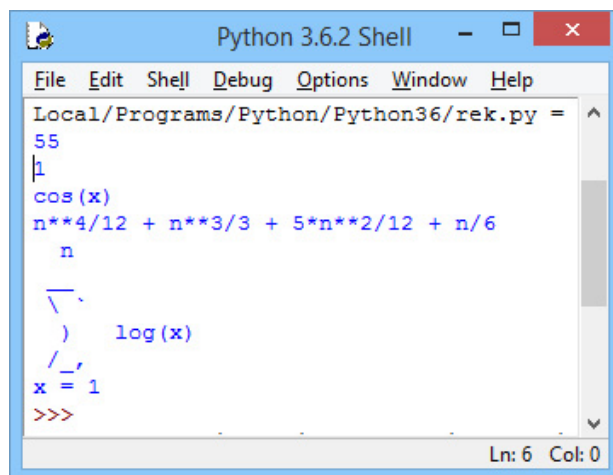 Python 3.6.2 Shell
File Edit Shell Debug Options Window Help
Local/Programs/Python/Python36/rek.py =
55
1
cos(x)
n**4/12 + n**3/3 + 5*n**2/12 + n/6
  n
 __
 \ `
  )   log(x)
 /_,
x = 1
>>>
Ln: 6 Col: 0